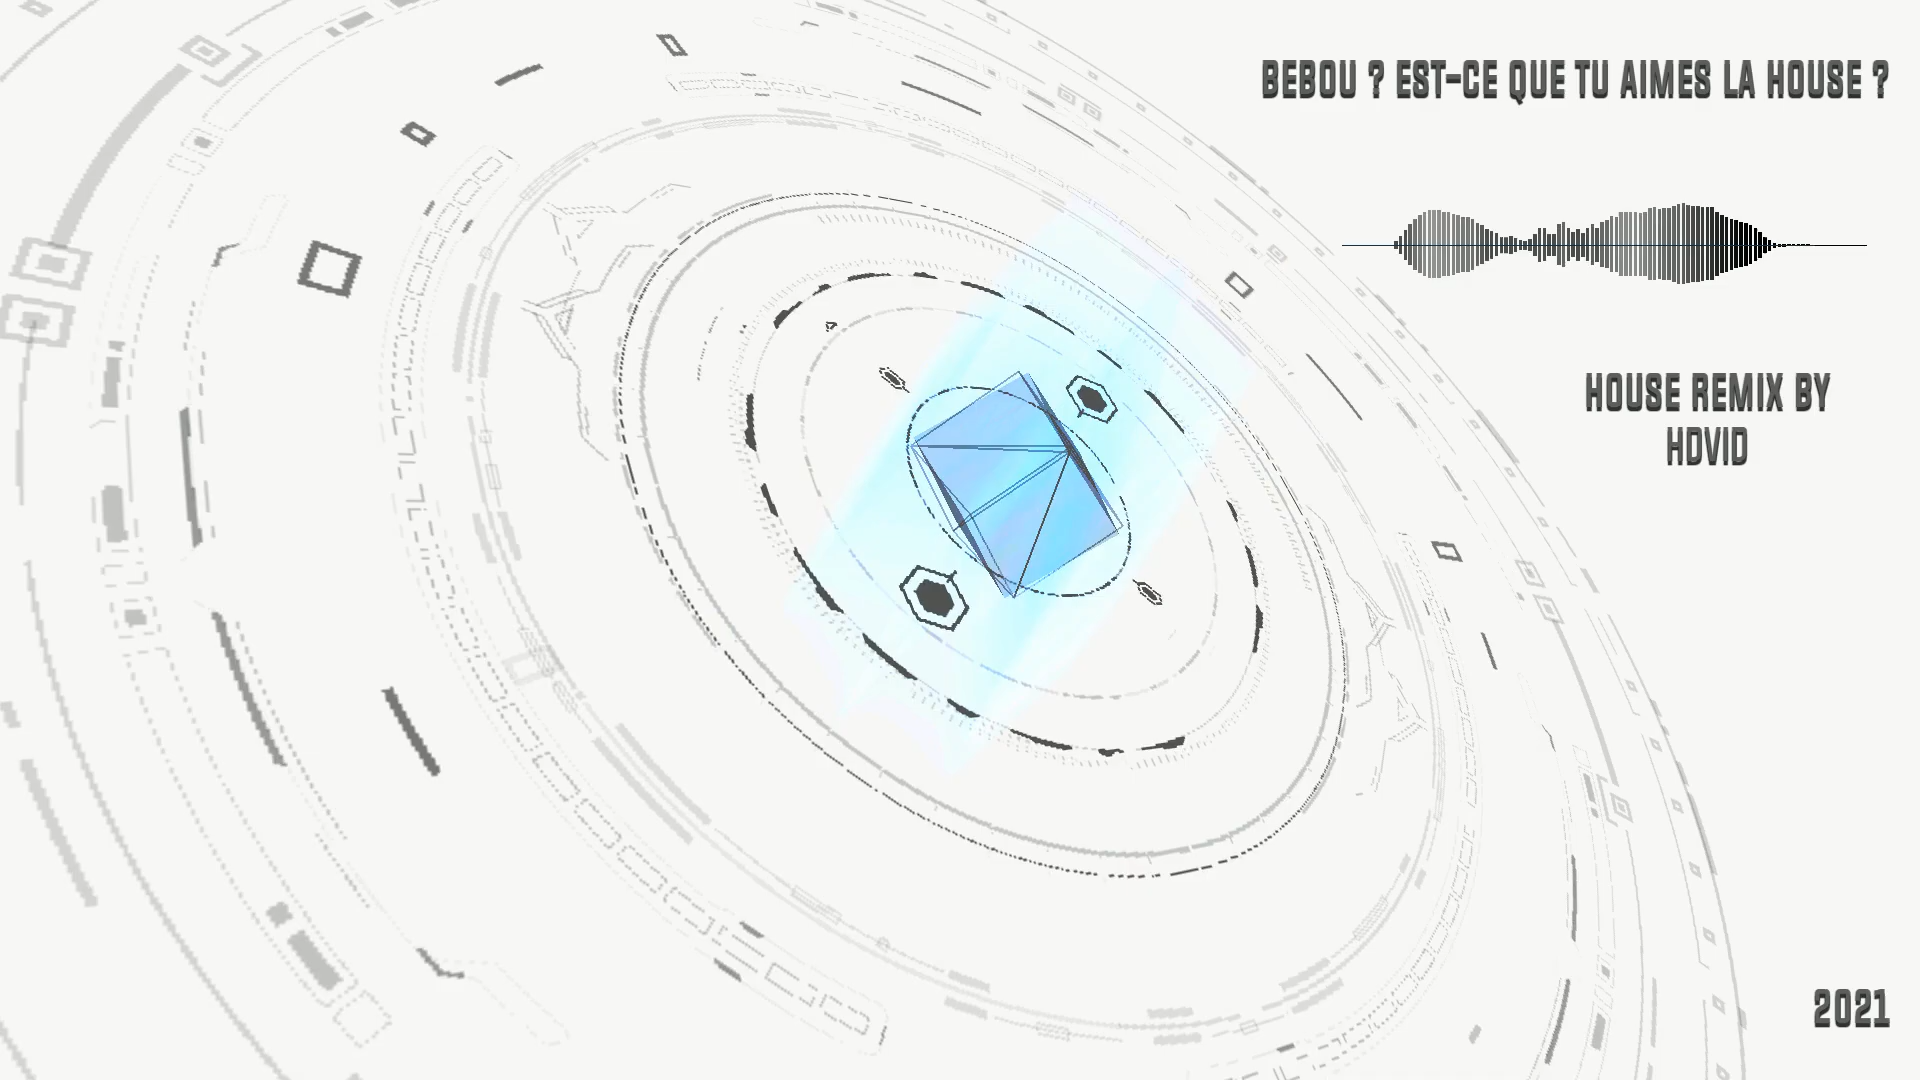 BEBOU ? EST-CE QUE TU AIMES LA HOUSE ?
HOUSE REMIX BY
HDVID
2021